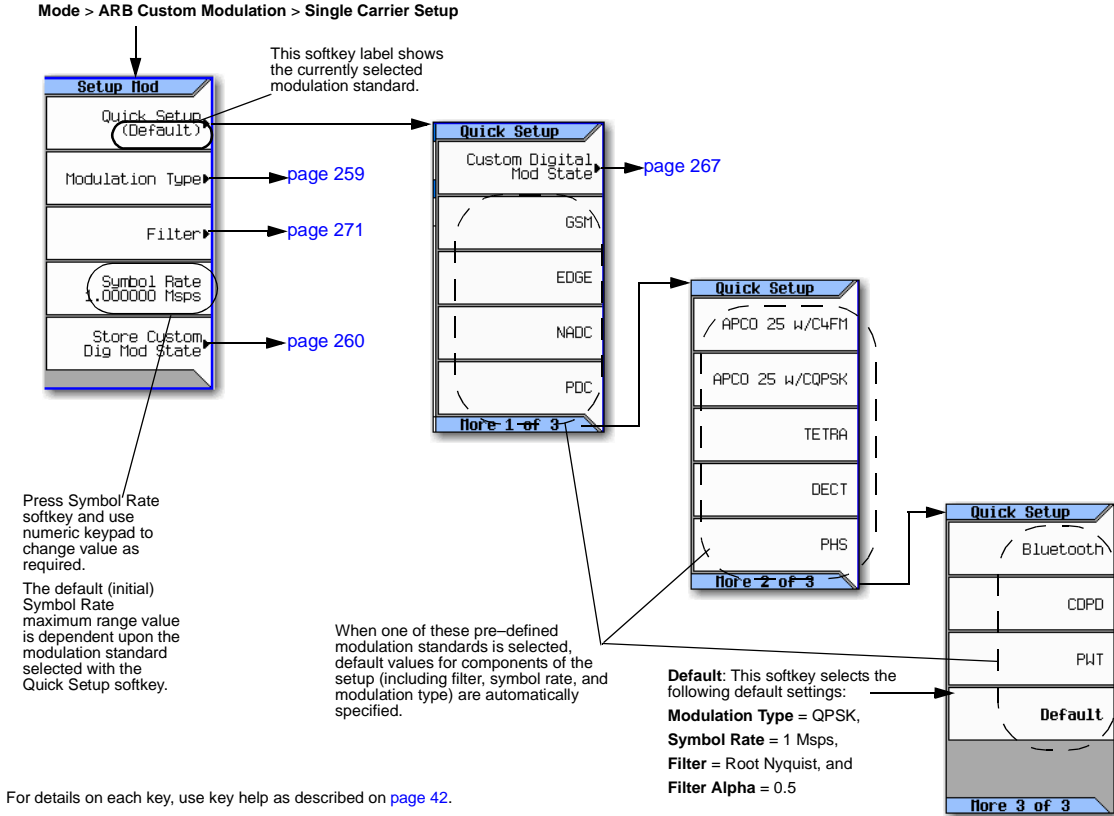 Mode > ARB Custom Modulation > Single Carrier Setup
This softkey label shows
the currently selected
modulation standard.
Setup Mod
Quick Setup
(Default)
Modulation Type
page 259
Filter
page 271
Symbol Rate
1.000000 Msps
Store Custom
Dig Mod State
page 260
Press Symbol Rate
softkey and use
numeric keypad to
change value as
required.
The default (initial)
Symbol Rate
maximum range value
is dependent upon the
modulation standard
selected with the
Quick Setup softkey.
Quick Setup
Custom Digital
Mod State
page 267
GSM
EDGE
NADC
PDC
More 1 of 3
Quick Setup
APCO 25 w/C4FM
APCO 25 w/CQPSK
TETRA
DECT
PHS
More 2 of 3
Quick Setup
Bluetooth
CDPD
PWT
Default
More 3 of 3
When one of these pre–defined
modulation standards is selected,
default values for components of the
setup (including filter, symbol rate, and
modulation type) are automatically
specified.
Default: This softkey selects the
following default settings:
Modulation Type = QPSK,
Symbol Rate = 1 Msps,
Filter = Root Nyquist, and
Filter Alpha = 0.5
For details on each key, use key help as described on page 42.